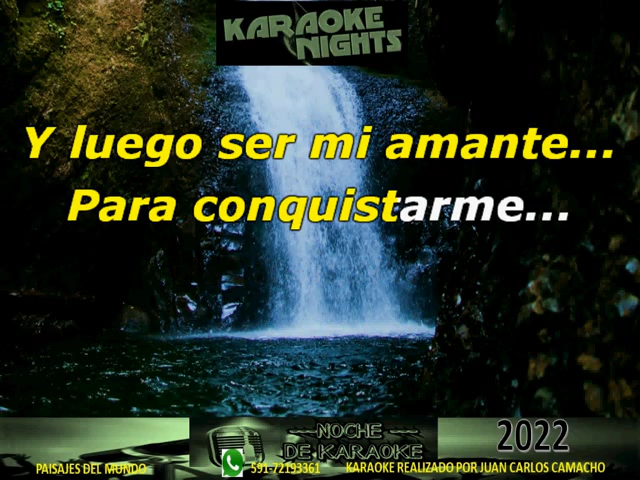 KARAOKE
NIGHTS
Y luego ser mi amante...
Para conquistarme...
NOCHE
DE KARAOKE
2022
PAISAJES DEL MUNDO
591-72193361
KARAOKE REALIZADO POR JUAN CARLOS CAMACHO